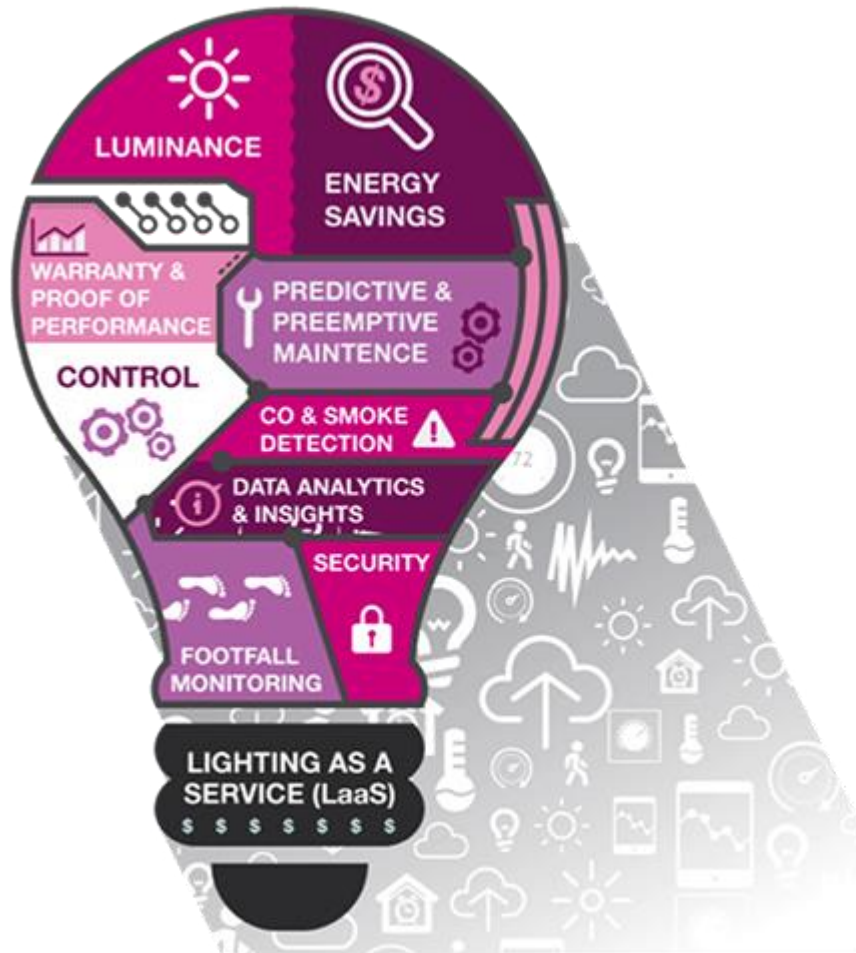 LUMINANCE
ENERGY
SAVINGS
WARRANTY &
PROOF OF
PERFORMANCE
PREDICTIVE &
PREEMPTIVE
MAINTENCE
CONTROL
CO & SMOKE
DETECTION
72
DATA ANALYTICS
& INSIGHTS
SECURITY
FOOTFALL
MONITORING
LIGHTING AS A
SERVICE (LaaS)
$ $ $ $ $ $ $